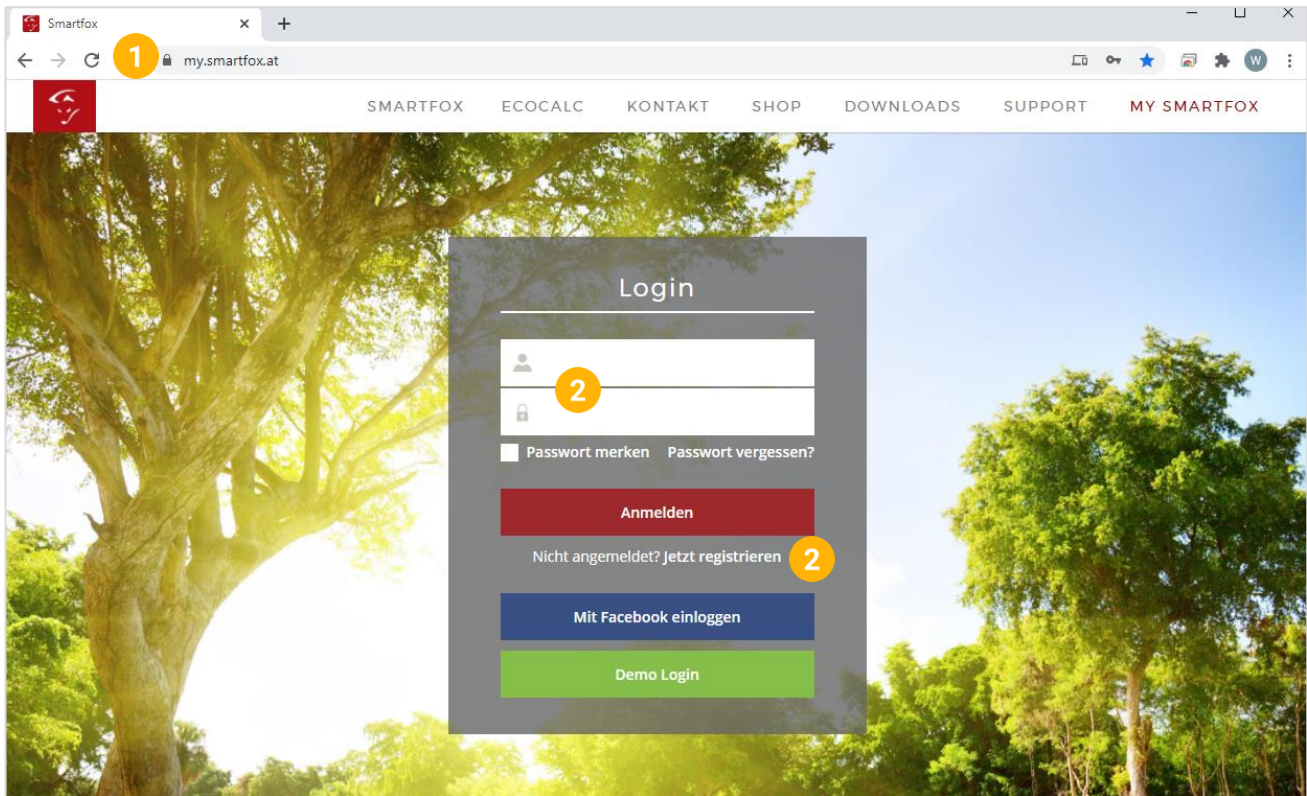 Smartfox
1
my.smartfox.at
W
SMARTFOX ECOCALC KONTAKT SHOP DOWNLOADS SUPPORT MY SMARTFOX
Login
2
Passwort merken Passwort vergessen?
Anmelden
Nicht angemeldet? Jetzt registrieren 2
Mit Facebook einloggen
Demo Login